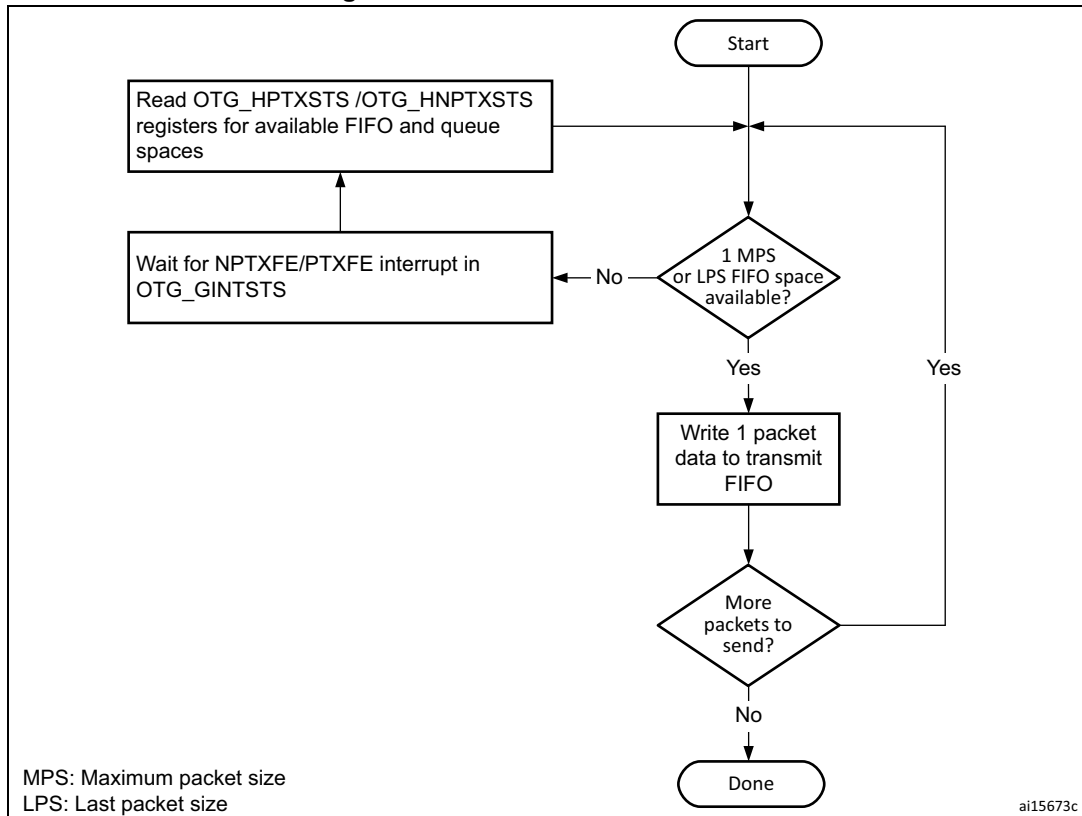 Start
Read OTG_HPTXSTS /OTG_HNPTXSTS
registers for available FIFO and queue
spaces
1 MPS
or LPS FIFO space
available?
No
Wait for NPTXFE/PTXFE interrupt in
OTG_GINTSTS
Yes
Yes
Write 1 packet
data to transmit
FIFO
More
packets to
send?
No
Done
MPS: Maximum packet size
LPS: Last packet size
ai15673c